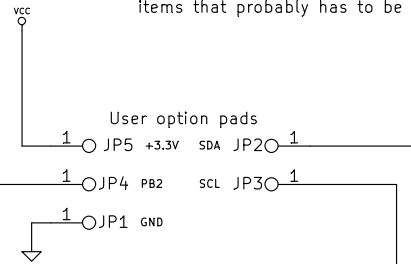 items that probably has to be
VCC
User option pads
1 JP5 +3.3V SDA JP2 1
1 JP4 PB2 SCL JP3 1
1 JP1 GND